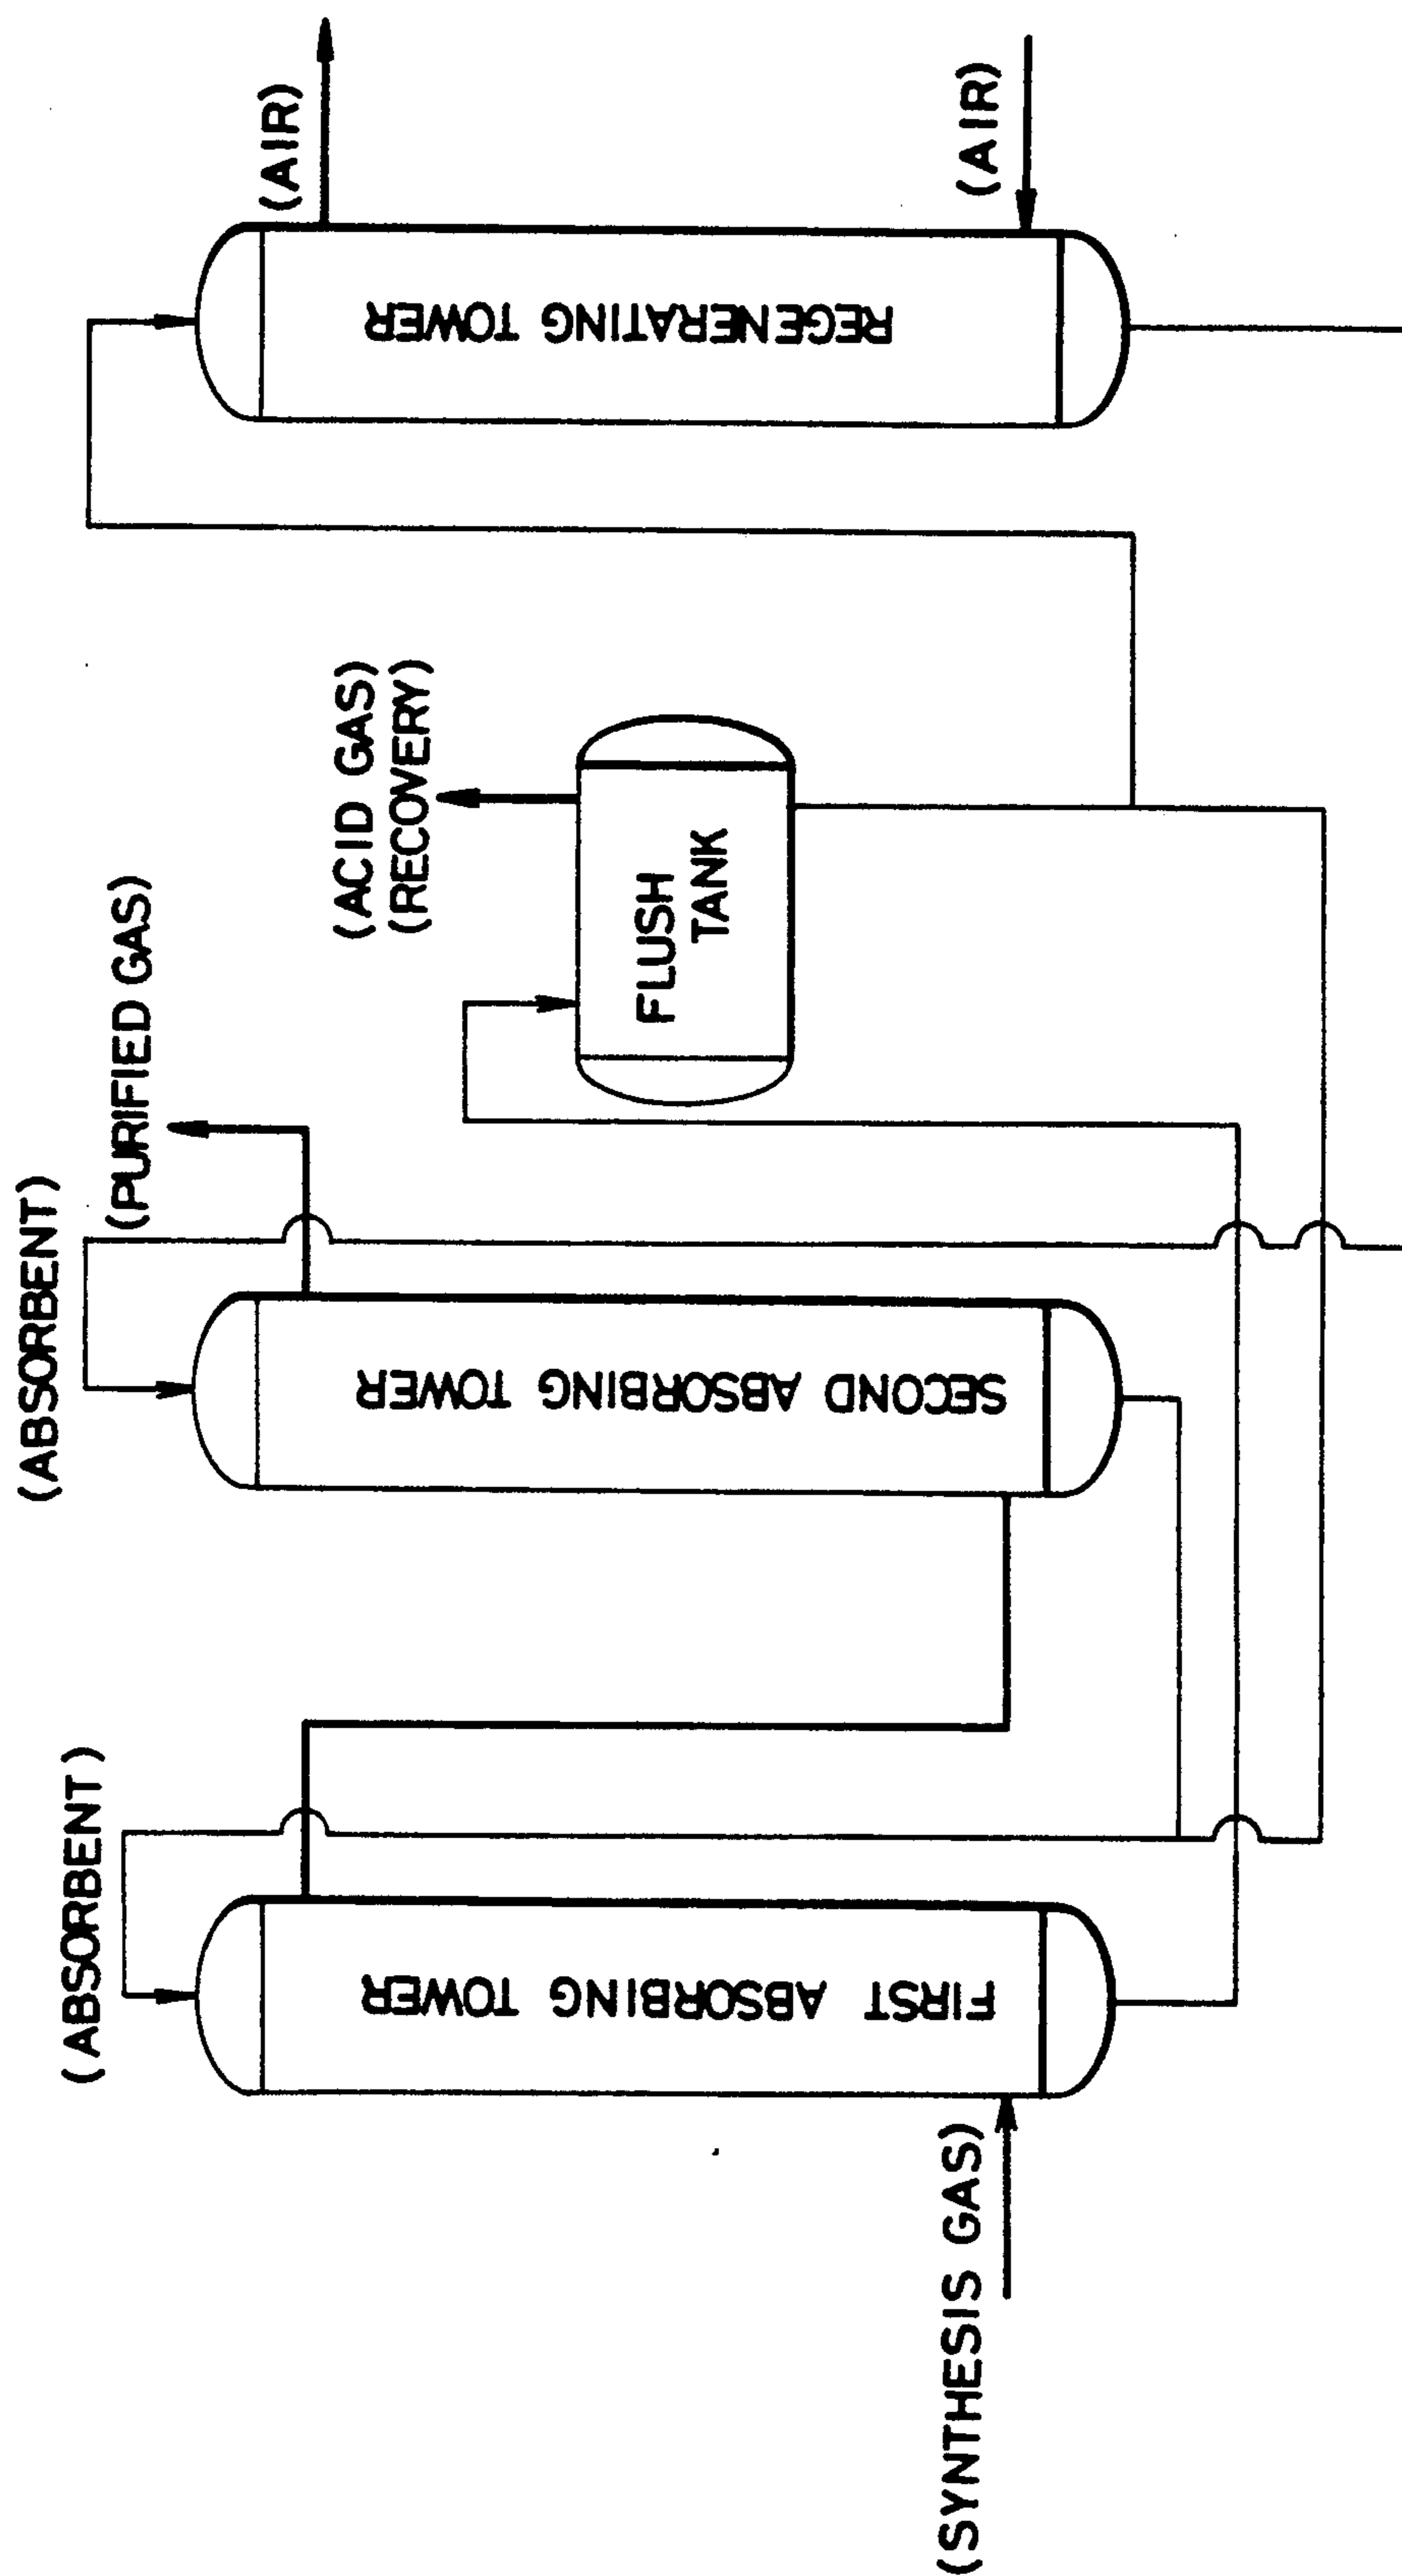 (SYNTHESIS GAS)
(ABSORBENT)
FIRST ABSORBING TOWER
(ABSORBENT)
SECOND ABSORBING TOWER
(PURIFIED GAS)
(ACID GAS)
(RECOVERY)
FLUSH
TANK
REGENERATING TOWER
(AIR)
(AIR)